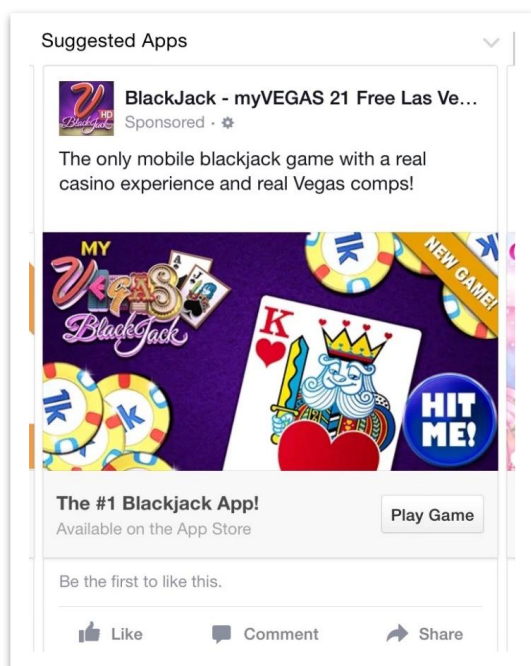 Suggested Apps
BlackJack - myVEGAS 21 Free Las Ve...
Sponsored ·
The only mobile blackjack game with a real
casino experience and real Vegas comps!
MY
VEGAS
BlackJack
A
J
1k
NEW GAME!
K
1k
k
HIT
ME!
The #1 Blackjack App!
Available on the App Store
Play Game
Be the first to like this.
Like Comment Share